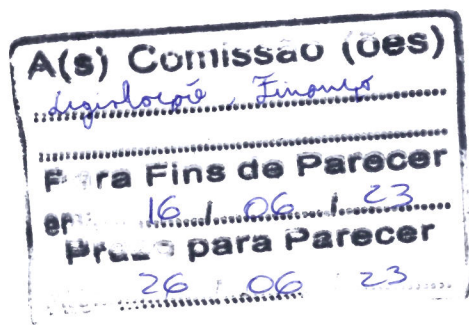 A(s) Comissão (ões)
Legislação, Finanças
Para Fins de Parecer
em 16 / 06 / 23
Prazo para Parecer
26 / 06 / 23